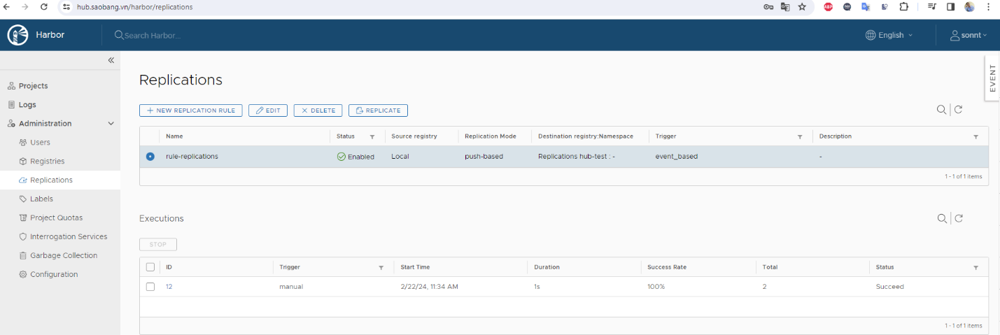 hub.saobang.vn/harbor/replications
ABP
Harbor
Search Harbor...
English
sonnt
EVENT
Projects
Logs
Administration
Users
Registries
Replications
Labels
Project Quotas
Interrogation Services
Garbage Collection
Configuration
Replications
NEW REPLICATION RULE EDIT DELETE REPLICATE
Name Status Source registry Replication Mode Destination registry:Namespace Trigger Description
rule-replications Enabled Local push-based Replications hub-test : - event_based -
1 - 1 of 1 items
Executions
STOP
ID Trigger Start Time Duration Success Rate Total Status
12 manual 2/22/24, 11:34 AM 1s 100% 2 Succeed
1 - 1 of 1 items